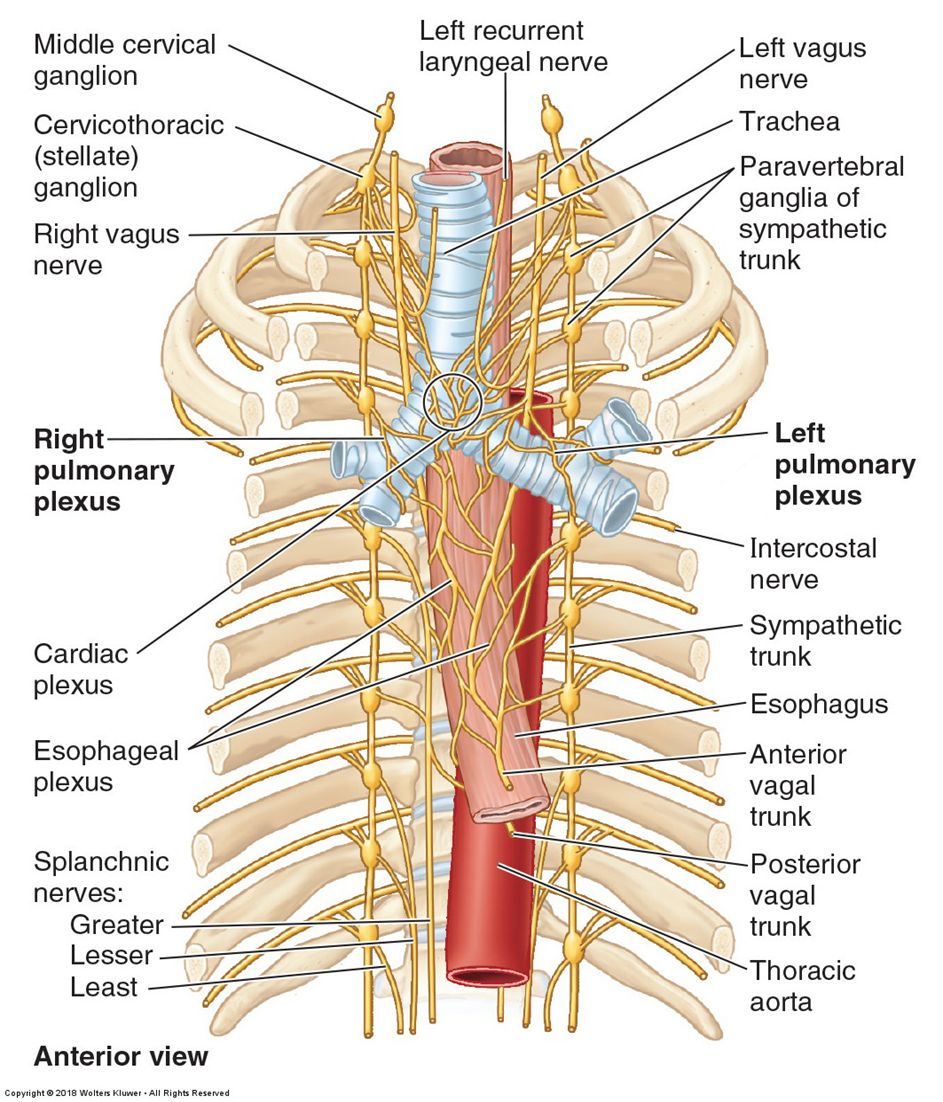 Middle cervical
ganglion
Cervicothoracic
(stellate)
ganglion
Right vagus
nerve
Right
pulmonary
plexus
Cardiac
plexus
Esophageal
plexus
Splanchnic
nerves:
Greater
Lesser
Least
Left recurrent
laryngeal nerve
Left vagus
nerve
Trachea
Paravertebral
ganglia of
sympathetic
trunk
Left
pulmonary
plexus
Intercostal
nerve
Sympathetic
trunk
Esophagus
Anterior
vagal
trunk
Posterior
vagal
trunk
Thoracic
aorta
Anterior view
Copyright © 2018 Wolters Kluwer • All Rights Reserved